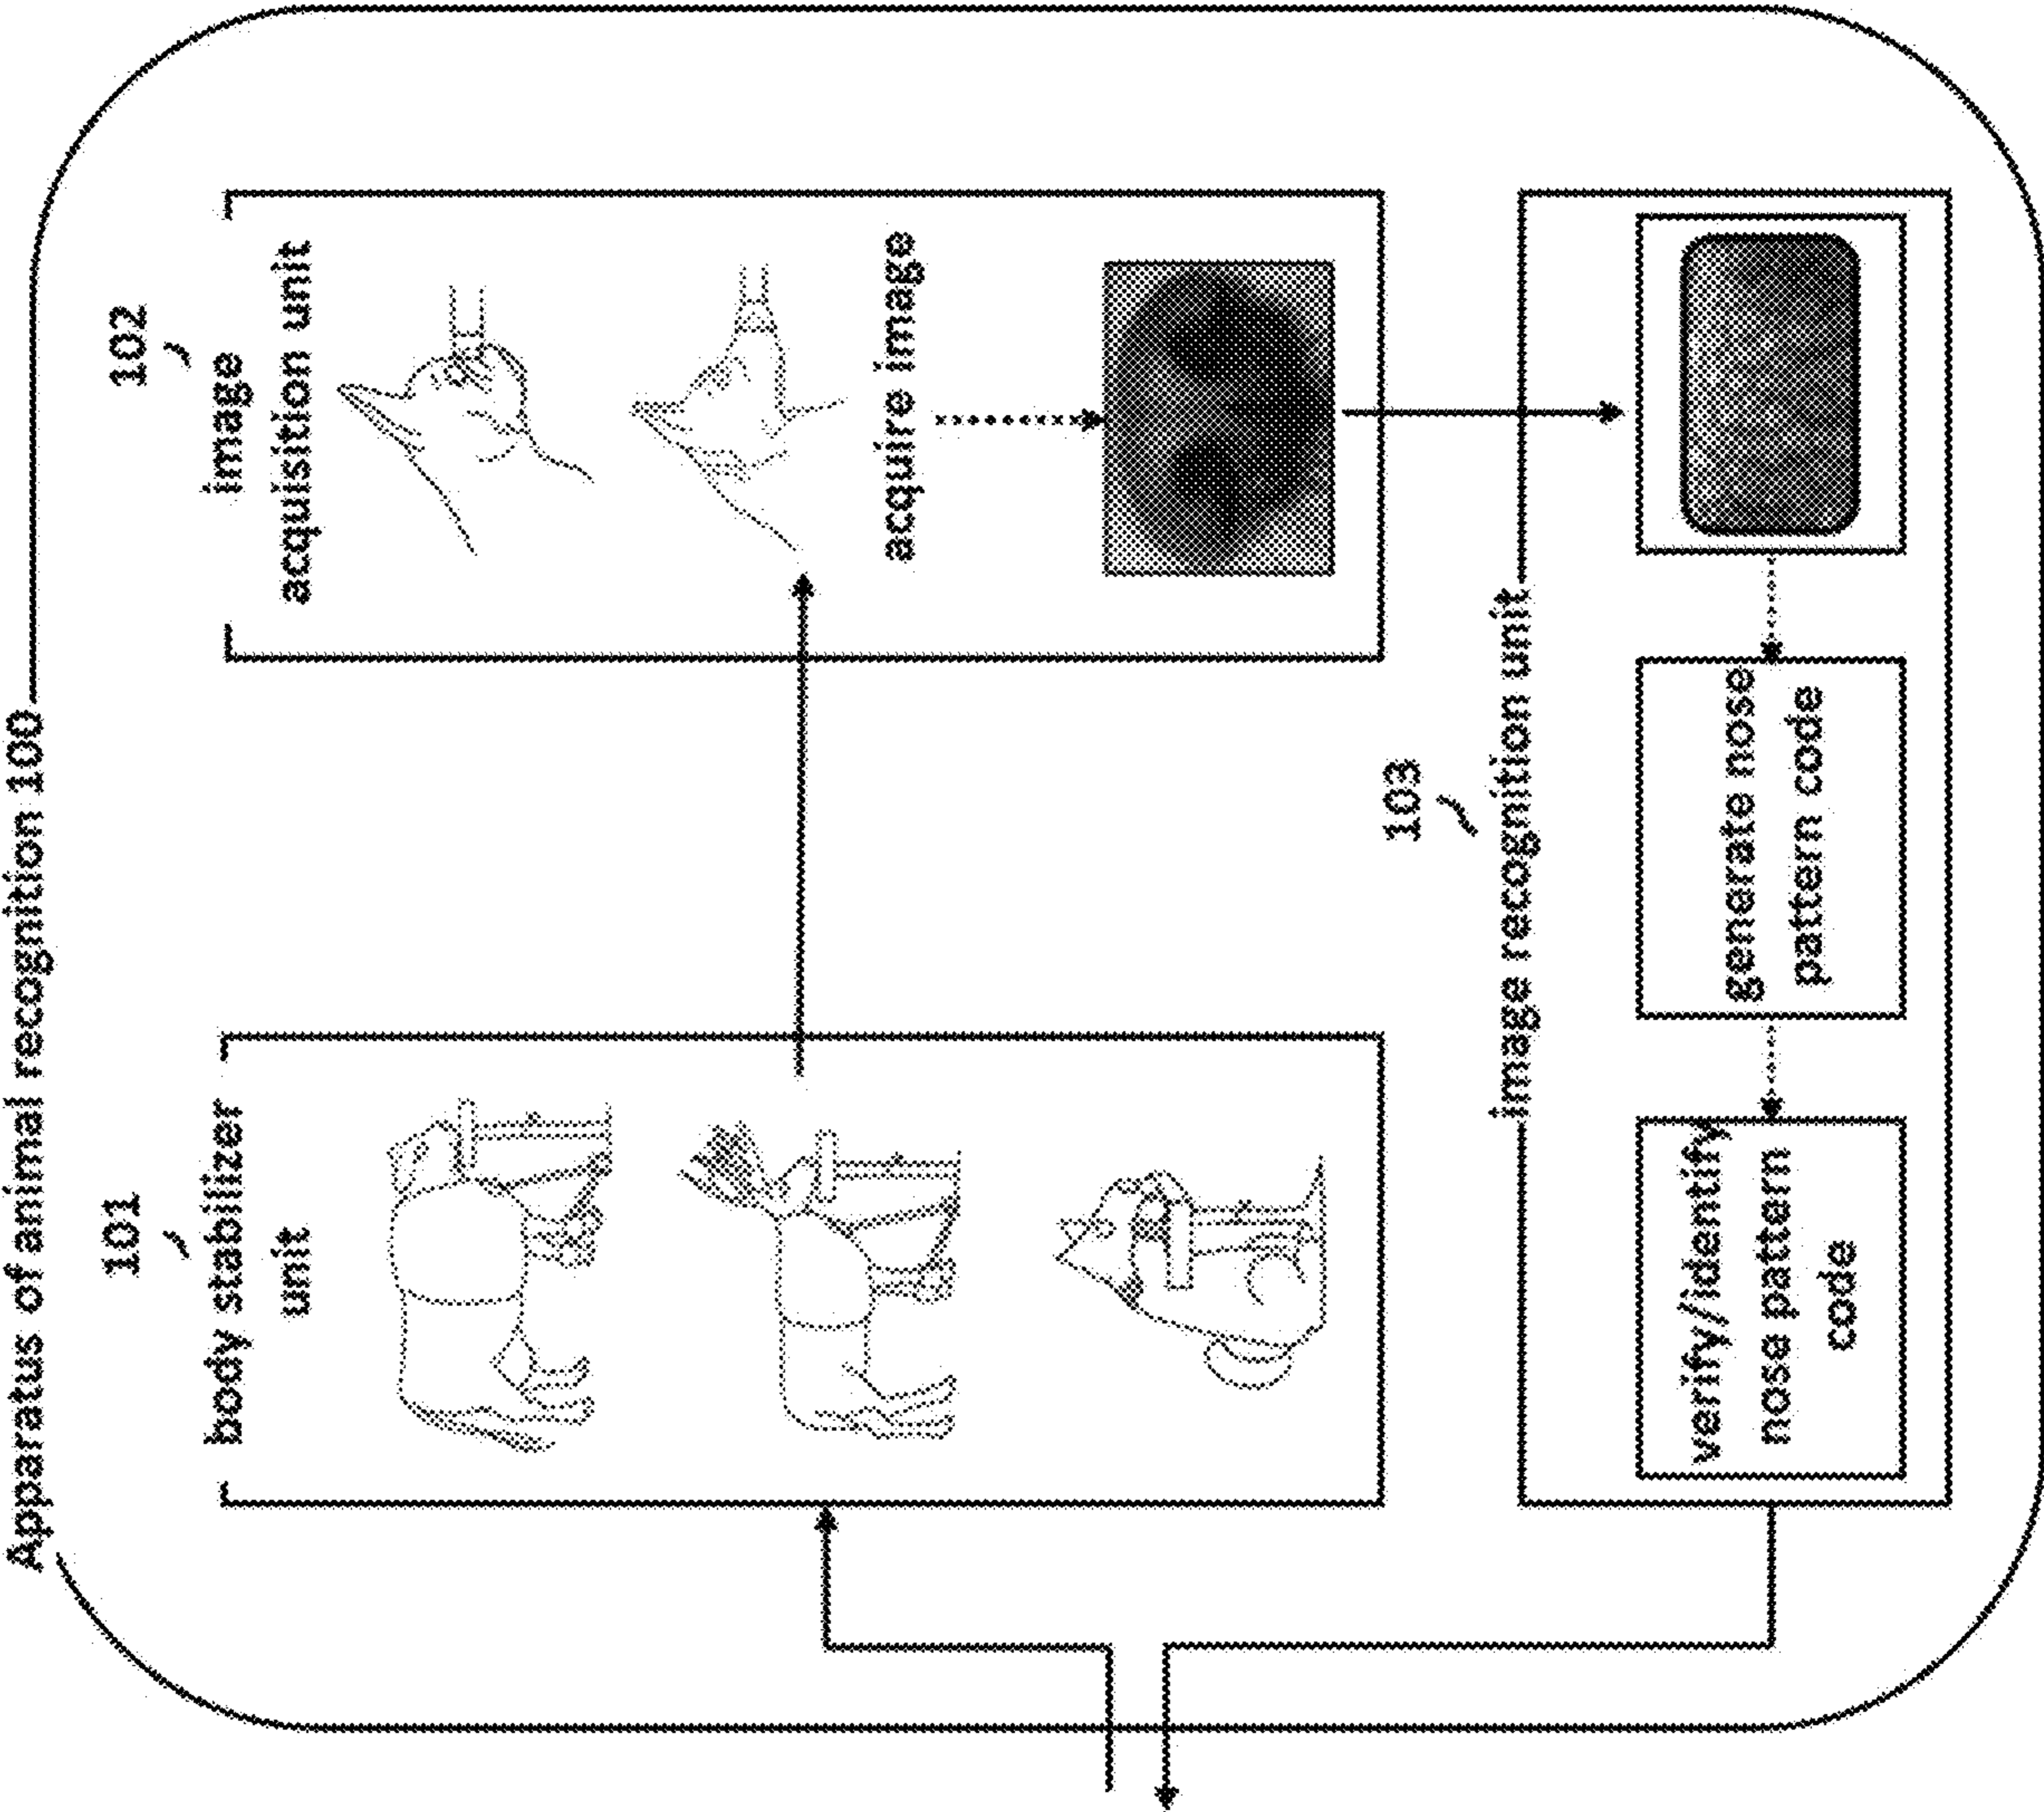 Apparatus of animal recognition 100
101
body stabilizer
unit
102
image
acquisition unit
acquire image
103
image recognition unit
verify/identify
nose pattern
code
generate nose
pattern code